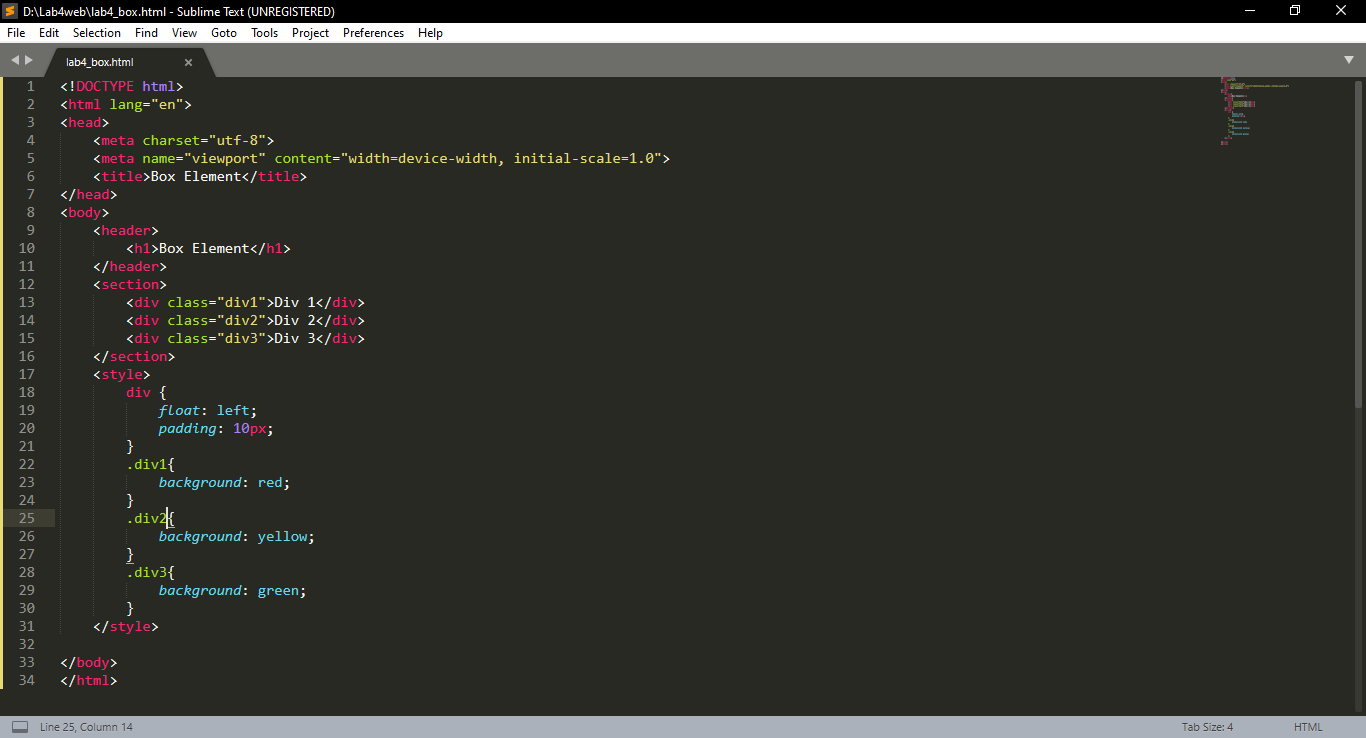 D:\Lab4web\lab4_box.html - Sublime Text (UNREGISTERED)
File Edit Selection Find View Goto Tools Project Preferences Help
lab4_box.html
1 <!DOCTYPE html>
2 <html lang="en">
3 <head>
4     <meta charset="utf-8">
5     <meta name="viewport" content="width=device-width, initial-scale=1.0">
6     <title>Box Element</title>
7 </head>
8 <body>
9     <header>
10         <h1>Box Element</h1>
11     </header>
12     <section>
13         <div class="div1">Div 1</div>
14         <div class="div2">Div 2</div>
15         <div class="div3">Div 3</div>
16     </section>
17     <style>
18         div {
19             float: left;
20             padding: 10px;
21         }
22         .div1{
23             background: red;
24         }
25         .div2{
26             background: yellow;
27         }
28         .div3{
29             background: green;
30         }
31     </style>
32
33 </body>
34 </html>
Line 25, Column 14 Tab Size: 4 HTML